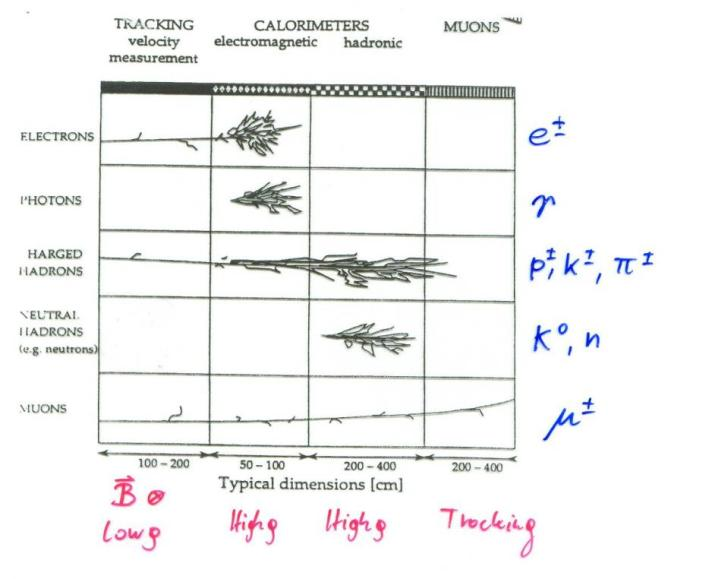 TRACKING CALORIMETERS MUONS
velocity electromagnetic hadronic
measurement
ELECTRONS e±
PHOTONS γ
HARGED
HADRONS p±, k±, π±
NEUTRAL
HADRONS K⁰, n
(e.g. neutrons)
MUONS μ±
100 – 200 50 – 100 200 – 400 200 – 400
Typical dimensions [cm]
B⃗ ⊗
Low ρ High ρ High ρ Tracking